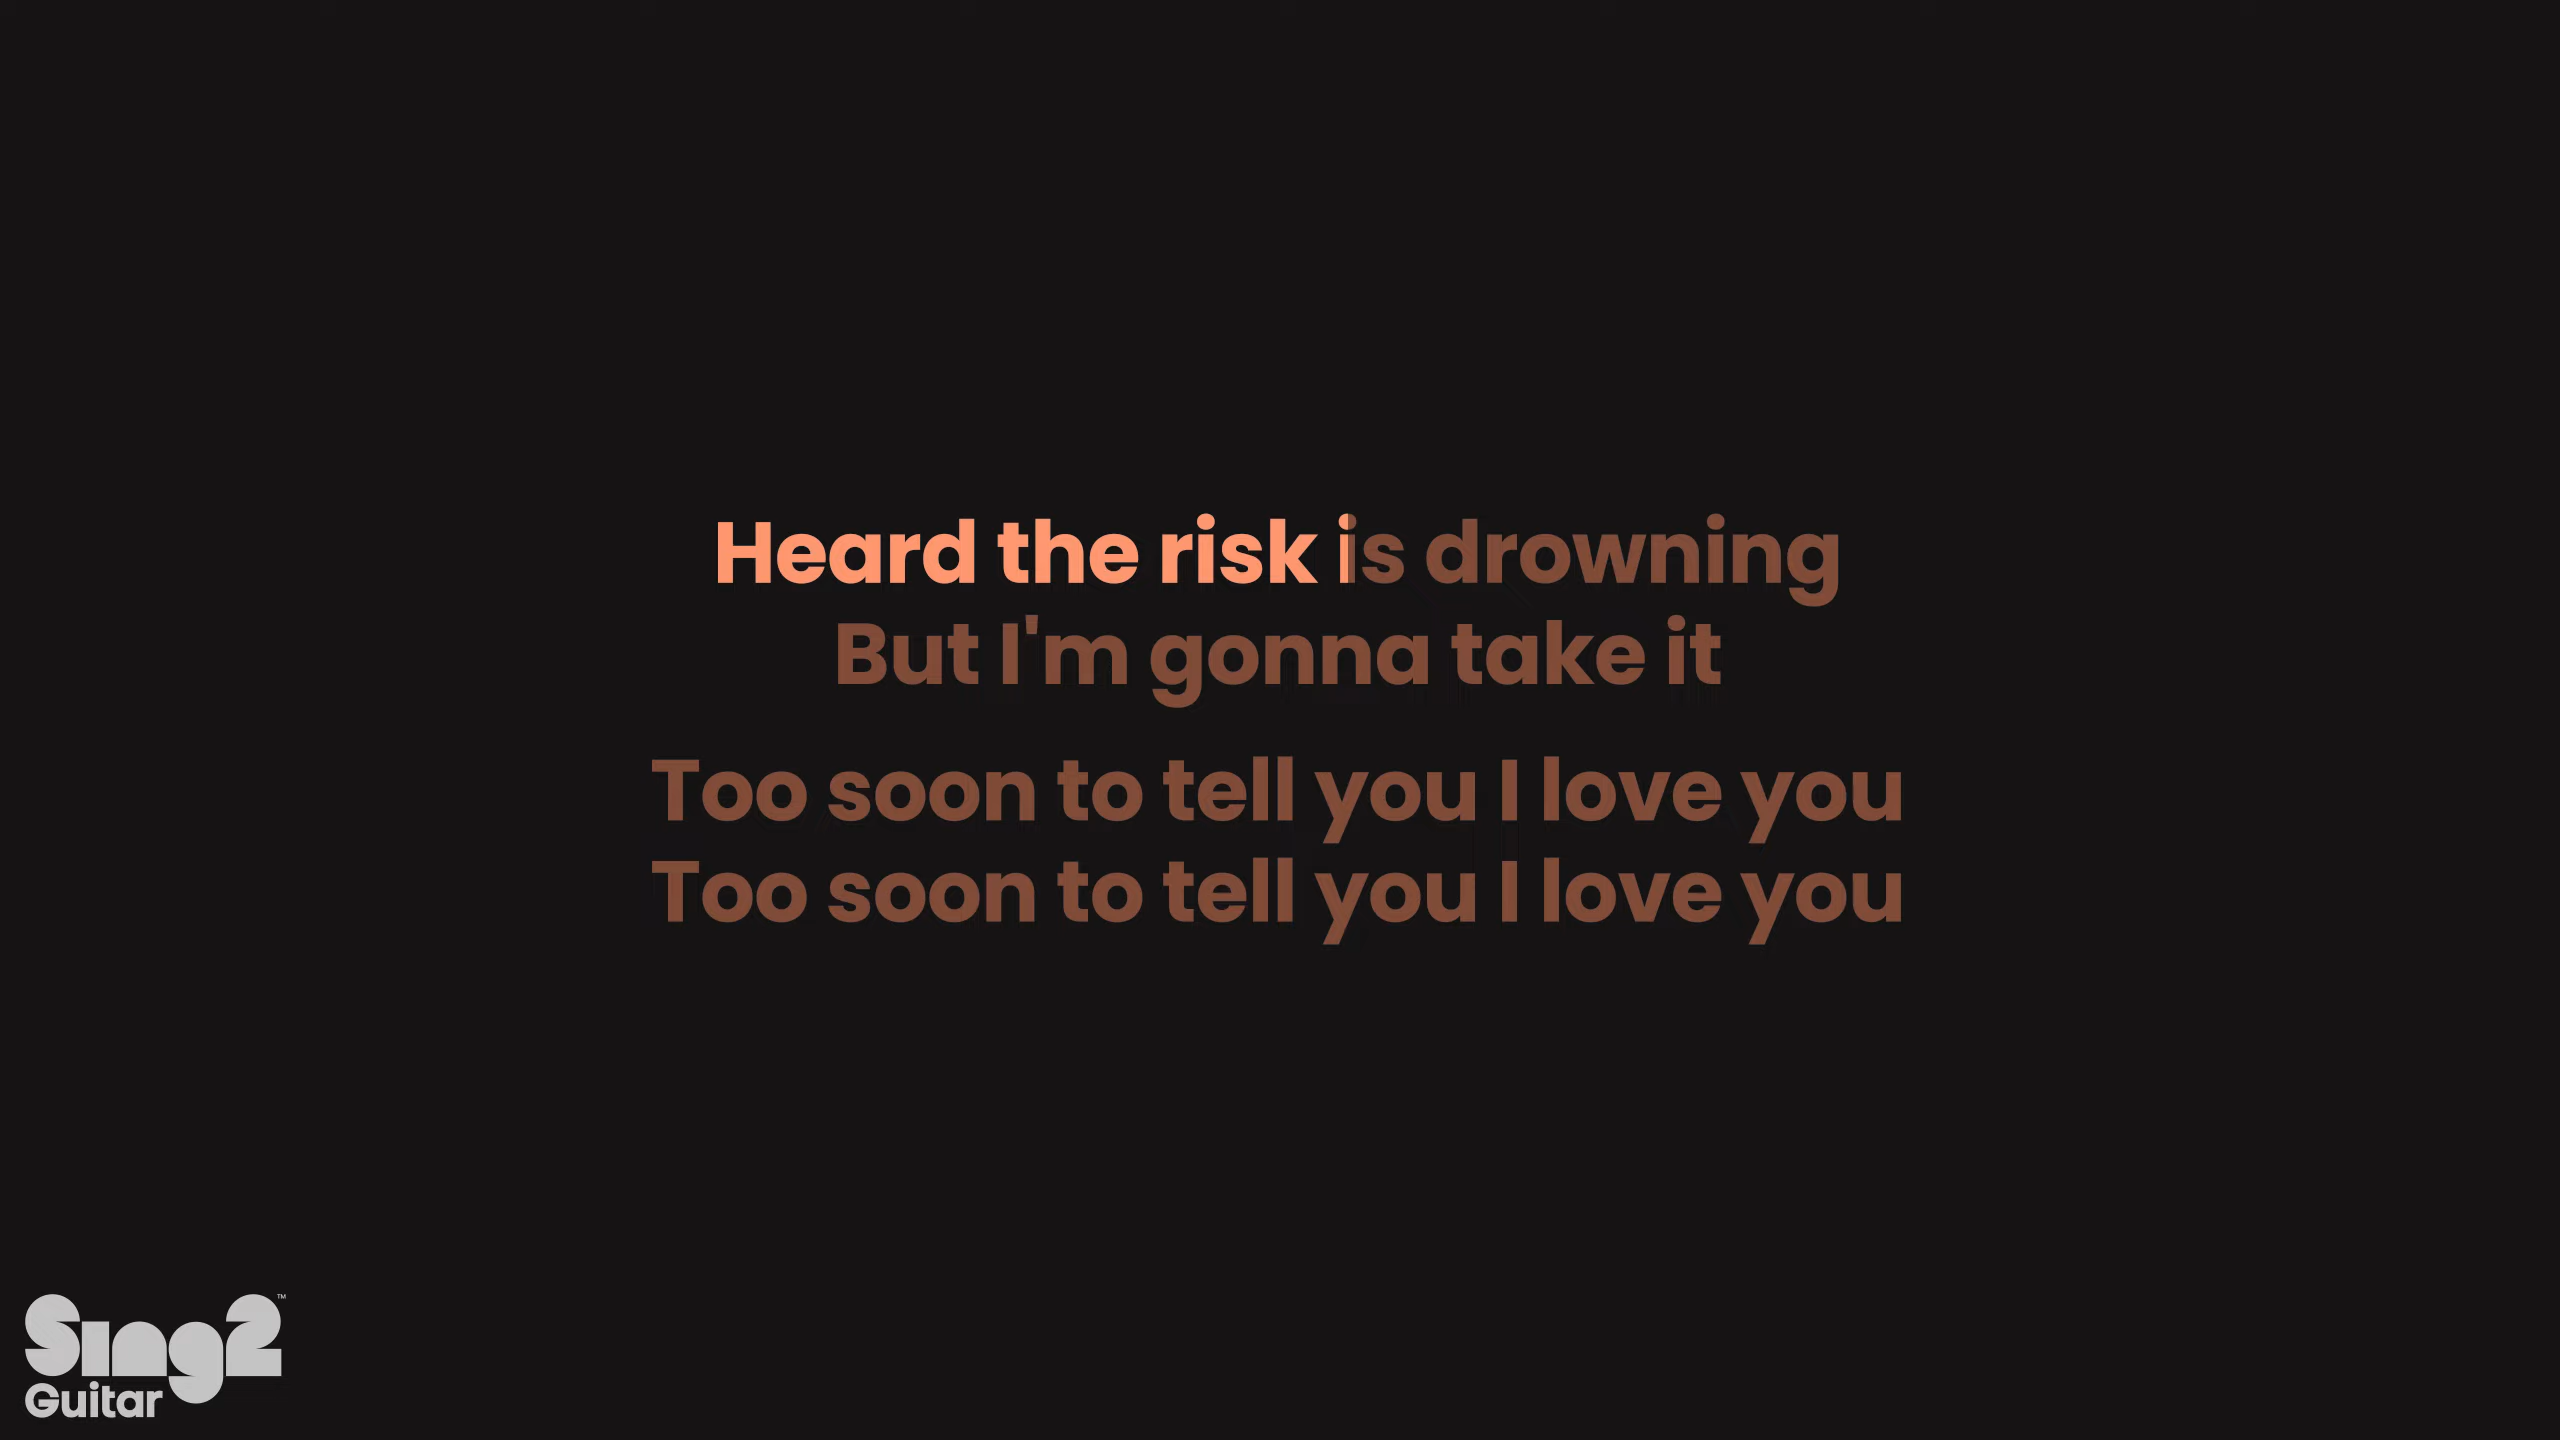 Heard the risk is drowning
But I'm gonna take it
Too soon to tell you I love you
Too soon to tell you I love you
Sing2™
Guitar